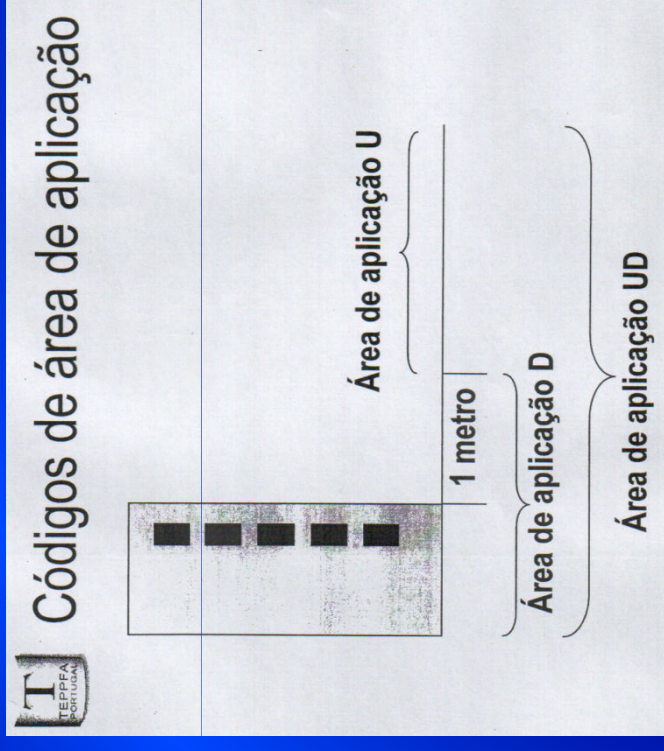 T
TEPPFA
PORTUGAL
Códigos de área de aplicação
Área de aplicação U
1 metro
Área de aplicação D
Área de aplicação UD